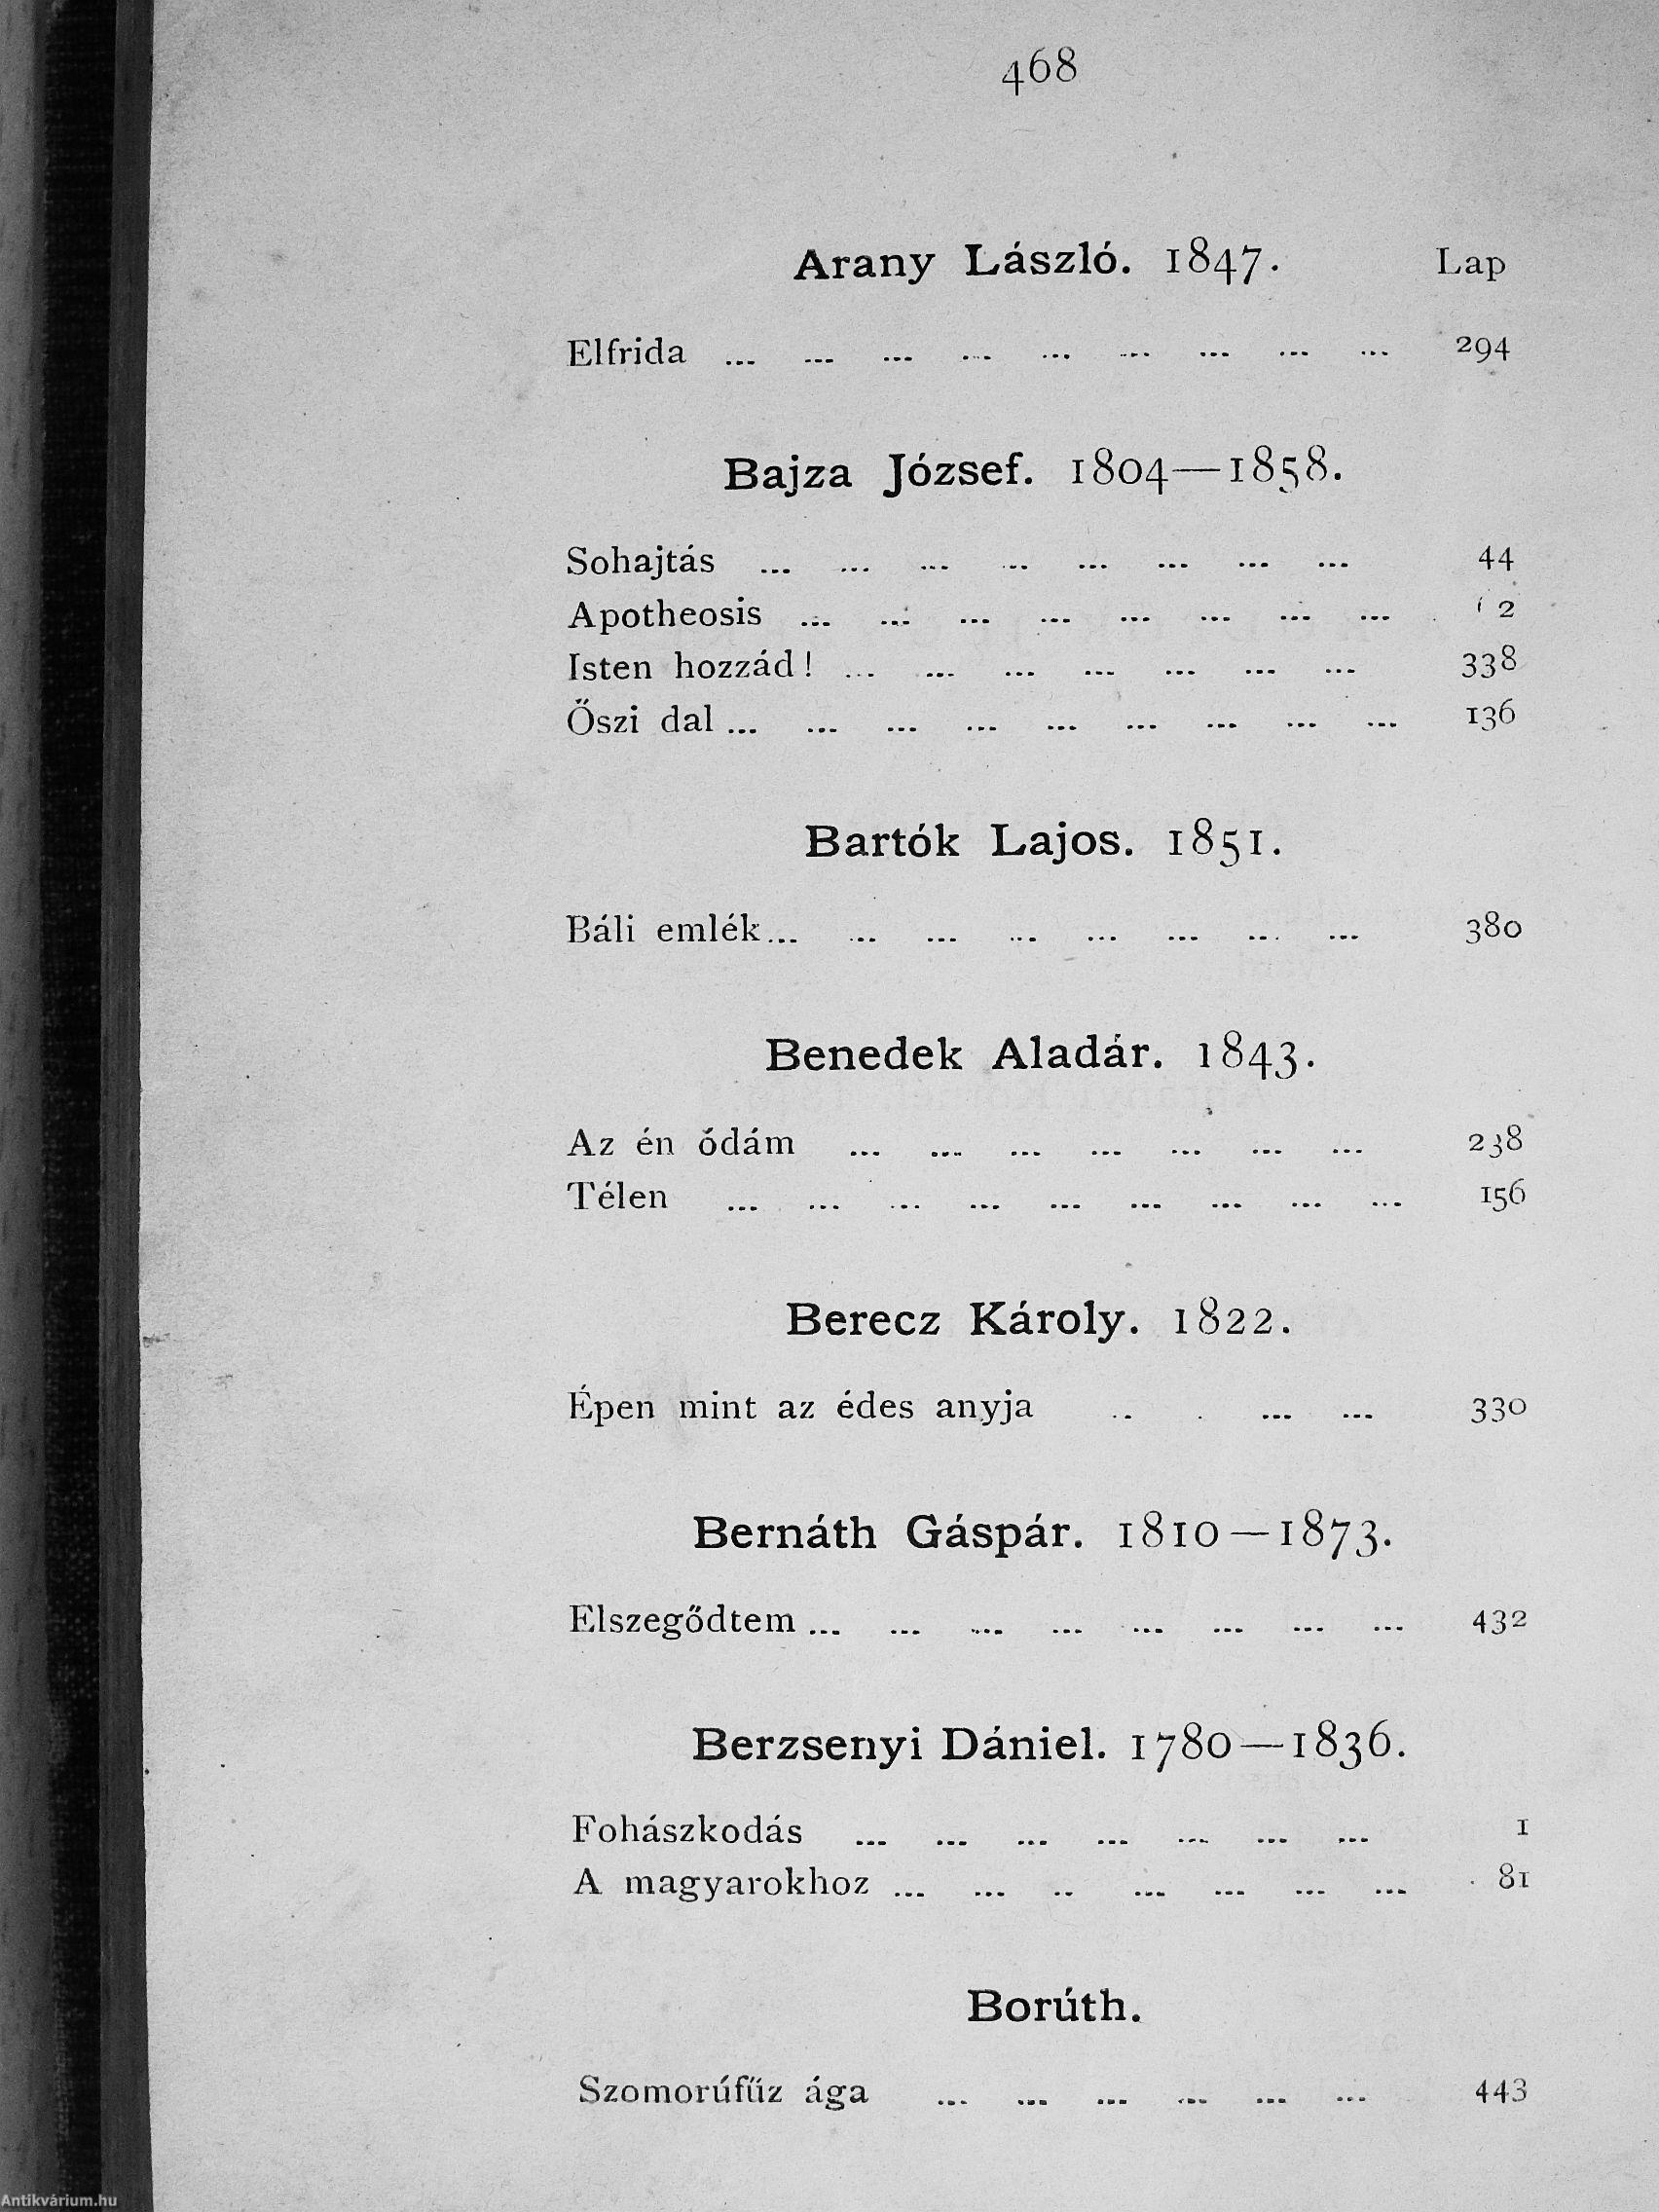 468
Arany László. 1847. Lap
Elfrida ... ... ... ... ... ... ... ... ... 294
Bajza József. 1804—1858.
Sohajtás ... ... ... ... ... ... ... ... 44
Apotheosis ... ... ... ... ... ... ... ...
Isten hozzád! ... ... ... ... ... ... ... 338
Őszi dal ... ... ... ... ... ... ... ... ... 136
Bartók Lajos. 1851.
Báli emlék ... ... ... ... ... ... ... ... 380
Benedek Aladár. 1843.
Az én ódám ... ... ... ... ... ... ... 238
Télen ... ... ... ... ... ... ... ... ... 156
Berecz Károly. 1822.
Épen mint az édes anyja .. . ... ... 330
Bernáth Gáspár. 1810—1873.
Elszegődtem ... ... ... ... ... ... ... ... 432
Berzsenyi Dániel. 1780—1836.
Fohászkodás ... ... ... ... ... ... ... 1
A magyarokhoz ... ... .. ... ... ... ... 81
Borúth.
Szomorúfűz ága ... ... ... ... ... ... 443
Antikvárium.hu